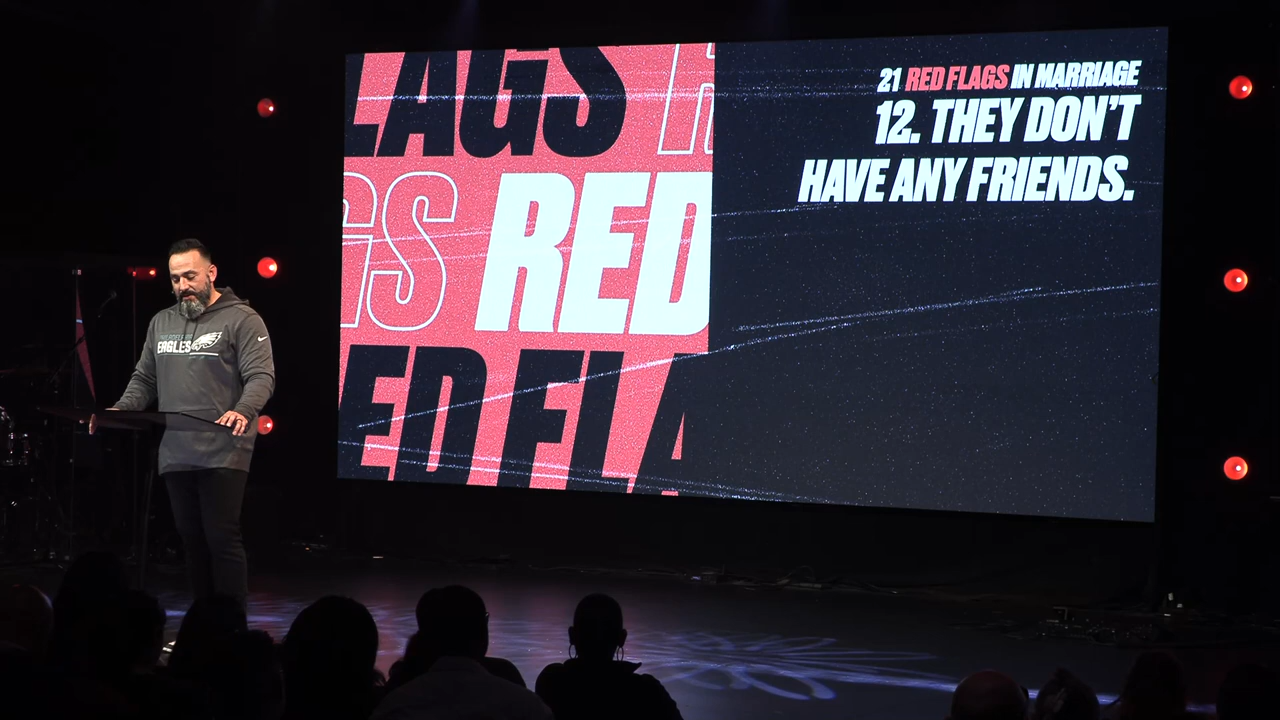 LAGS R
GS RED
ED FLA
21 RED FLAGS IN MARRIAGE
12. THEY DON'T
HAVE ANY FRIENDS.
EAGLES